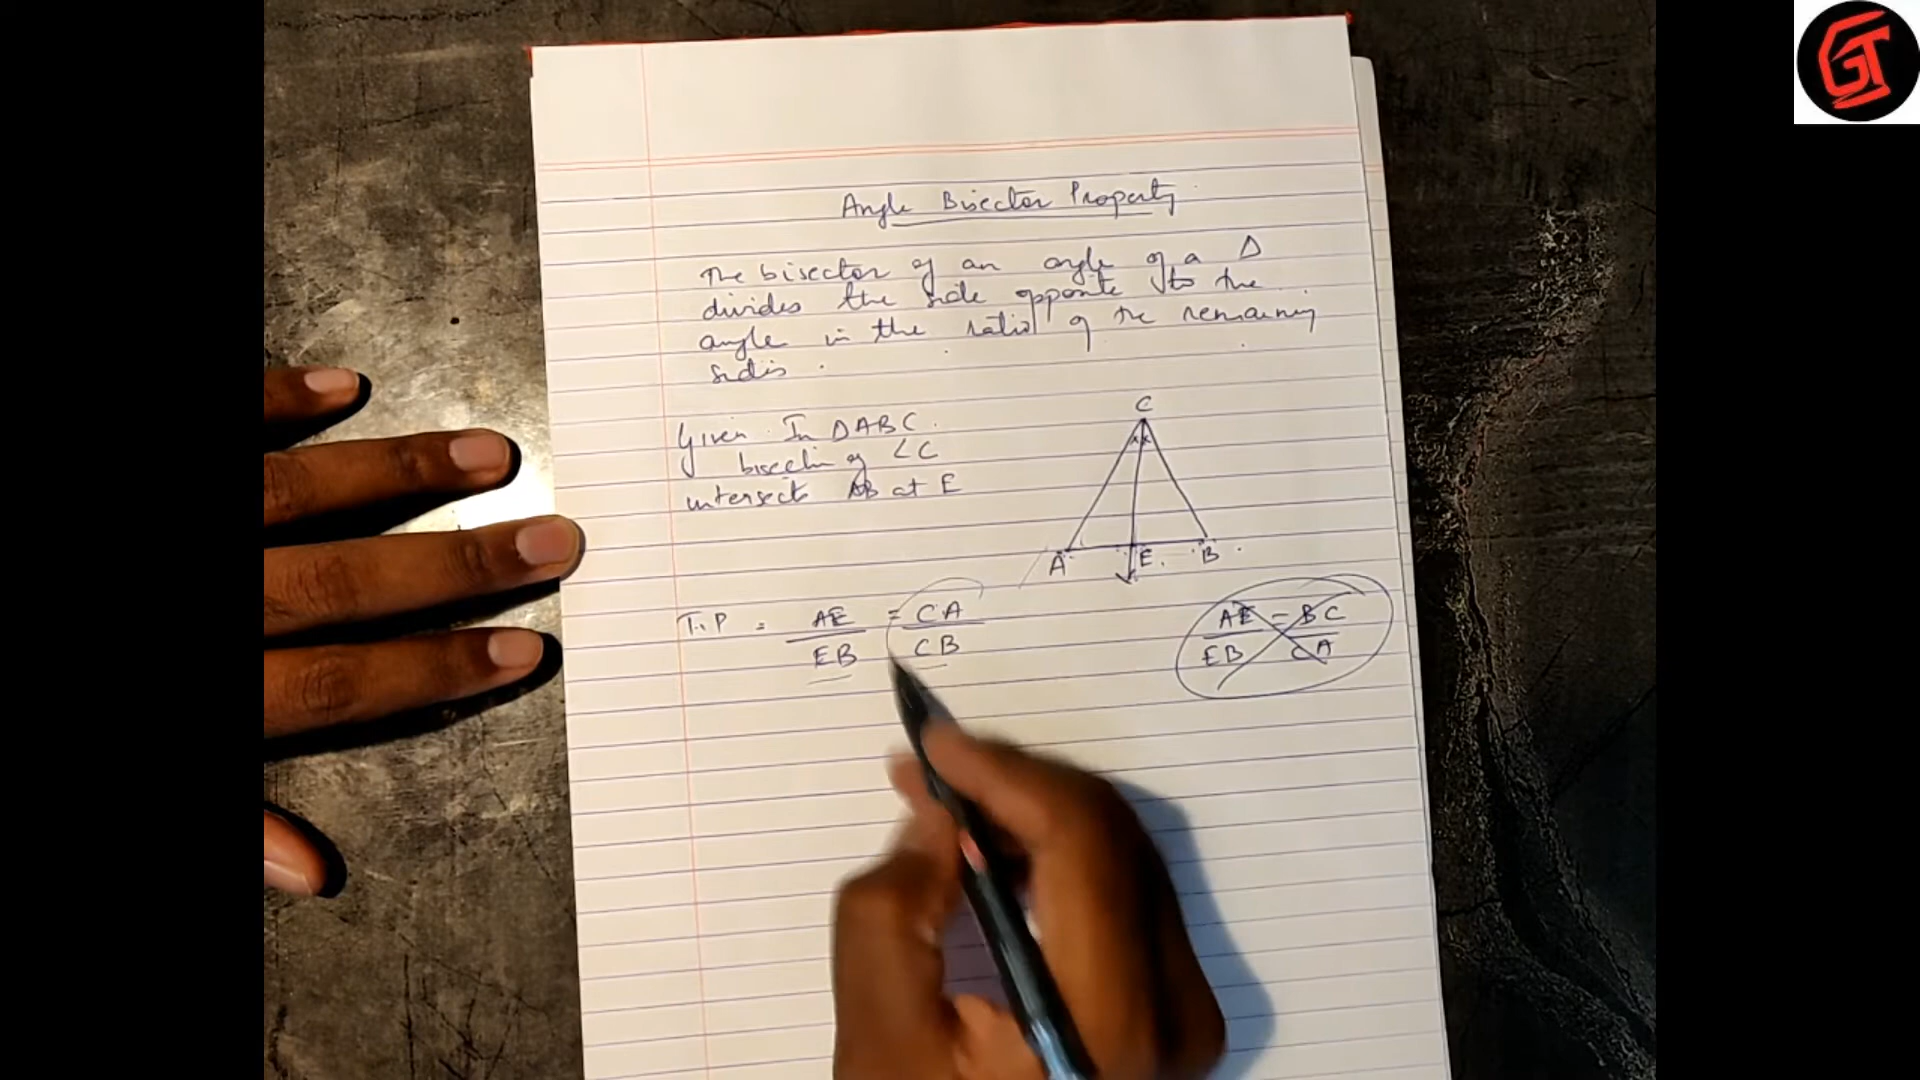 GT
Angle Bisector Property
The bisector of an angle of a Δ
divides the side opposite to the
angle in the ratio of the remaining
sides.
Given In ΔABC.
bisector of ∠C
intersect AB at E
C
x x
A E. B.
T.P = AE = CA
EB CB
AE = BC
EB CA